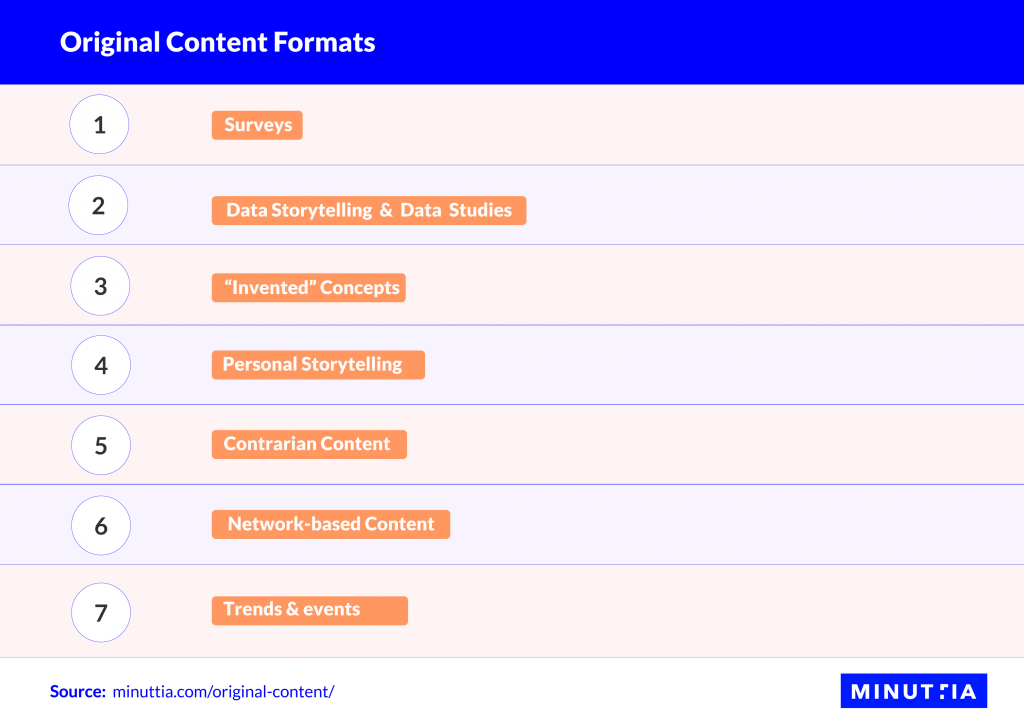 Original Content Formats
1
Surveys
2
Data Storytelling & Data Studies
3
“Invented” Concepts
4
Personal Storytelling
5
Contrarian Content
6
Network-based Content
7
Trends & events
Source: minuttia.com/original-content/
MINUTTIA